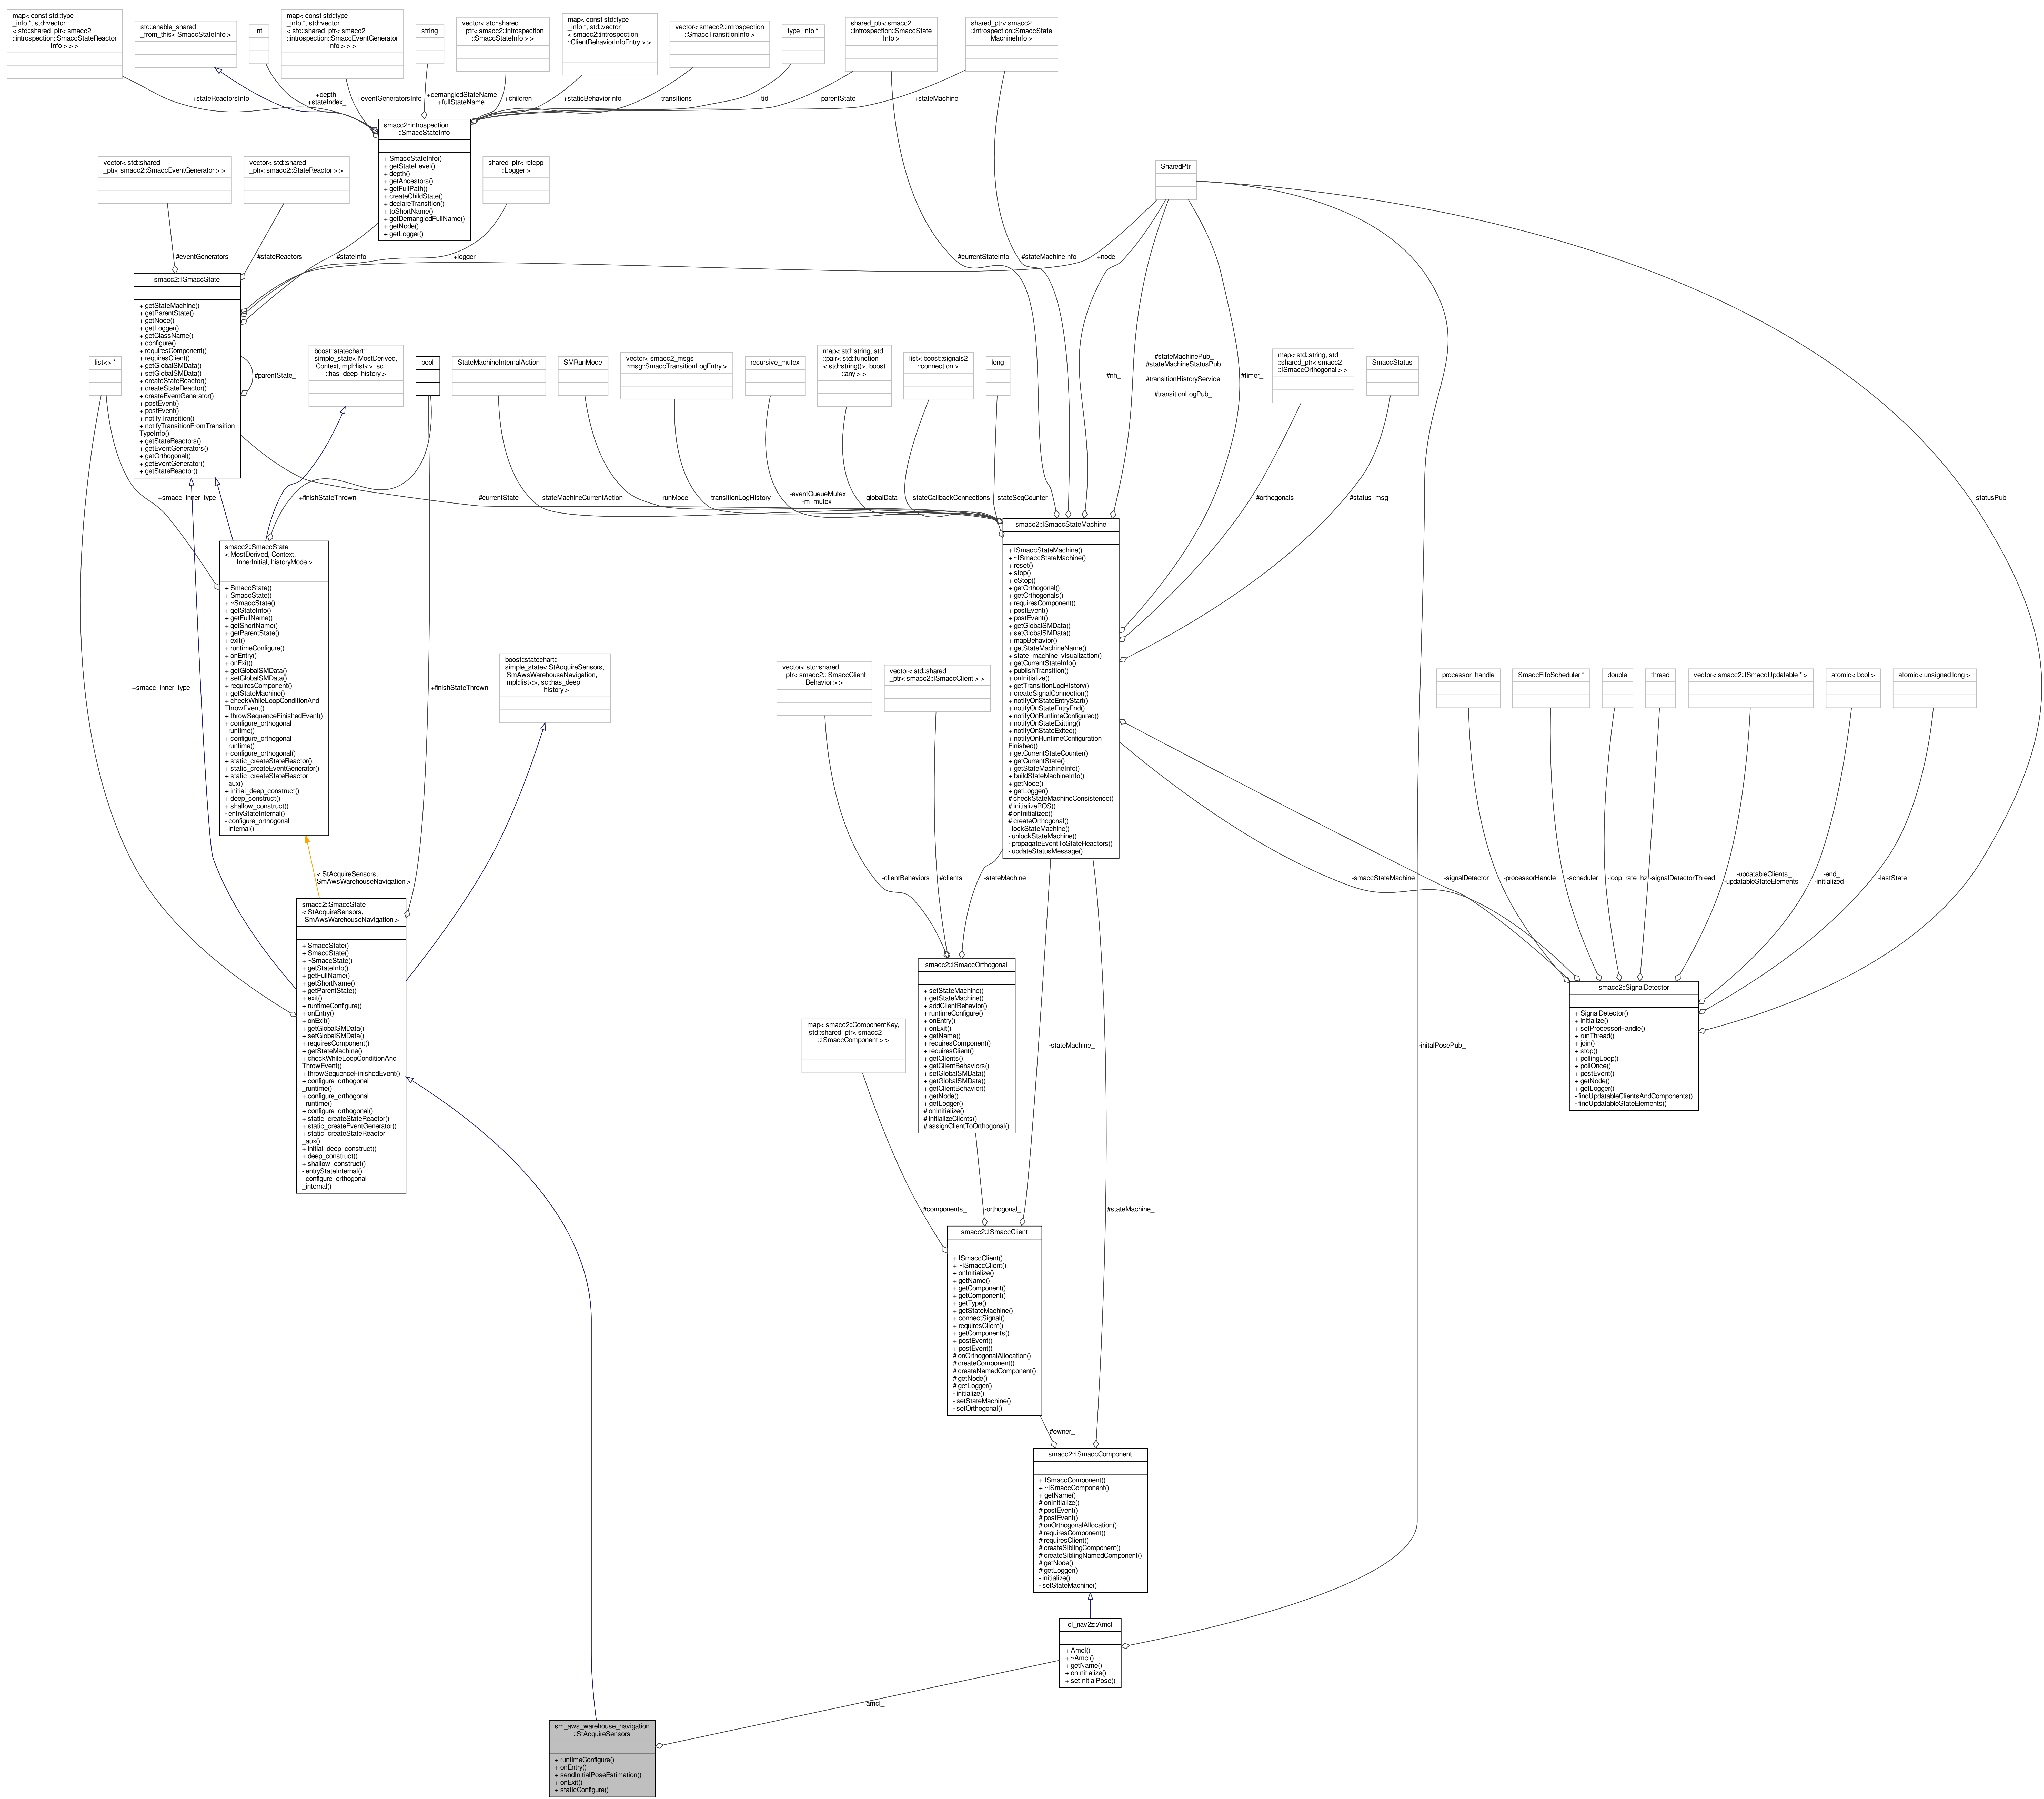 map< const std::type
_info *, std::vector
< std::shared_ptr< smacc2
::introspection::SmaccStateReactor
Info > > >
std::enable_shared
_from_this< SmaccStateInfo >
int
map< const std::type
_info *, std::vector
< std::shared_ptr< smacc2
::introspection::SmaccEventGenerator
Info > > >
string
vector< std::shared
_ptr< smacc2::introspection
::SmaccStateInfo > >
map< const std::type
_info *, std::vector
< smacc2::introspection
::ClientBehaviorInfoEntry > >
vector< smacc2::introspection
::SmaccTransitionInfo >
type_info *
shared_ptr< smacc2
::introspection::SmaccState
Info >
shared_ptr< smacc2
::introspection::SmaccState
MachineInfo >
+stateReactorsInfo
+depth_
+stateIndex_
+eventGeneratorsInfo
+demangledStateName
+fullStateName
+children_
+staticBehaviorInfo
+transitions_
+tid_
+parentState_
+stateMachine_
smacc2::introspection
::SmaccStateInfo
+ SmaccStateInfo()
+ getStateLevel()
+ depth()
+ getAncestors()
+ getFullPath()
+ createChildState()
+ declareTransition()
+ toShortName()
+ getDemangledFullName()
+ getNode()
+ getLogger()
vector< std::shared
_ptr< smacc2::SmaccEventGenerator > >
vector< std::shared
_ptr< smacc2::StateReactor > >
shared_ptr< rclcpp
::Logger >
SharedPtr
#eventGenerators_
#stateReactors_
#stateInfo_
+logger_
#currentStateInfo_
#stateMachineInfo_
+node_
smacc2::ISmaccState
+ getStateMachine()
+ getParentState()
+ getNode()
+ getLogger()
+ getClassName()
+ configure()
+ requiresComponent()
+ requiresClient()
+ getGlobalSMData()
+ setGlobalSMData()
+ createStateReactor()
+ createStateReactor()
+ createEventGenerator()
+ postEvent()
+ postEvent()
+ notifyTransition()
+ notifyTransitionFromTransition
TypeInfo()
+ getStateReactors()
+ getEventGenerators()
+ getOrthogonal()
+ getEventGenerator()
+ getStateReactor()
#parentState_
list<> *
boost::statechart::
simple_state< MostDerived,
Context, mpl::list<>, sc
::has_deep_history >
bool
StateMachineInternalAction
SMRunMode
vector< smacc2_msgs
::msg::SmaccTransitionLogEntry >
recursive_mutex
map< std::string, std
::pair< std::function
< std::string()>, boost
::any > >
list< boost::signals2
::connection >
long
#nh_
#stateMachinePub_
#stateMachineStatusPub
_
#transitionHistoryService
_
#transitionLogPub_
#timer_
map< std::string, std
::shared_ptr< smacc2
::ISmaccOrthogonal > >
SmaccStatus
+smacc_inner_type
+finishStateThrown
#currentState_
-stateMachineCurrentAction
-runMode_
-transitionLogHistory_
-eventQueueMutex_
-m_mutex_
-globalData_
-stateCallbackConnections
-stateSeqCounter_
#orthogonals_
#status_msg_
-statusPub_
smacc2::SmaccState
< MostDerived, Context,
InnerInitial, historyMode >
+ SmaccState()
+ SmaccState()
+ ~SmaccState()
+ getStateInfo()
+ getFullName()
+ getShortName()
+ getParentState()
+ exit()
+ runtimeConfigure()
+ onEntry()
+ onExit()
+ getGlobalSMData()
+ setGlobalSMData()
+ requiresComponent()
+ getStateMachine()
+ checkWhileLoopConditionAnd
ThrowEvent()
+ throwSequenceFinishedEvent()
+ configure_orthogonal
_runtime()
+ configure_orthogonal
_runtime()
+ configure_orthogonal()
+ static_createStateReactor()
+ static_createEventGenerator()
+ static_createStateReactor
_aux()
+ initial_deep_construct()
+ deep_construct()
+ shallow_construct()
- entryStateInternal()
- configure_orthogonal
_internal()
smacc2::ISmaccStateMachine
+ ISmaccStateMachine()
+ ~ISmaccStateMachine()
+ reset()
+ stop()
+ eStop()
+ getOrthogonal()
+ getOrthogonals()
+ requiresComponent()
+ postEvent()
+ postEvent()
+ getGlobalSMData()
+ setGlobalSMData()
+ mapBehavior()
+ getStateMachineName()
+ state_machine_visualization()
+ getCurrentStateInfo()
+ publishTransition()
+ onInitialize()
+ getTransitionLogHistory()
+ createSignalConnection()
+ notifyOnStateEntryStart()
+ notifyOnStateEntryEnd()
+ notifyOnRuntimeConfigured()
+ notifyOnStateExitting()
+ notifyOnStateExited()
+ notifyOnRuntimeConfiguration
Finished()
+ getCurrentStateCounter()
+ getCurrentState()
+ getStateMachineInfo()
+ buildStateMachineInfo()
+ getNode()
+ getLogger()
# checkStateMachineConsistence()
# initializeROS()
# onInitialized()
# createOrthogonal()
- lockStateMachine()
- unlockStateMachine()
- propagateEventToStateReactors()
- updateStatusMessage()
+smacc_inner_type
boost::statechart::
simple_state< StAcquireSensors,
SmAwsWarehouseNavigation,
mpl::list<>, sc::has_deep
_history >
+finishStateThrown
vector< std::shared
_ptr< smacc2::ISmaccClient
Behavior > >
vector< std::shared
_ptr< smacc2::ISmaccClient > >
processor_handle
SmaccFifoScheduler *
double
thread
vector< smacc2::ISmaccUpdatable * >
atomic< bool >
atomic< unsigned long >
< StAcquireSensors,
SmAwsWarehouseNavigation >
-clientBehaviors_
#clients_
-stateMachine_
-smaccStateMachine_
-signalDetector_
-processorHandle_
-scheduler_
-loop_rate_hz
-signalDetectorThread_
-updatableClients_
-updatableStateElements_
-end_
-initialized_
-lastState_
smacc2::SmaccState
< StAcquireSensors,
SmAwsWarehouseNavigation >
+ SmaccState()
+ SmaccState()
+ ~SmaccState()
+ getStateInfo()
+ getFullName()
+ getShortName()
+ getParentState()
+ exit()
+ runtimeConfigure()
+ onEntry()
+ onExit()
+ getGlobalSMData()
+ setGlobalSMData()
+ requiresComponent()
+ getStateMachine()
+ checkWhileLoopConditionAnd
ThrowEvent()
+ throwSequenceFinishedEvent()
+ configure_orthogonal
_runtime()
+ configure_orthogonal
_runtime()
+ configure_orthogonal()
+ static_createStateReactor()
+ static_createEventGenerator()
+ static_createStateReactor
_aux()
+ initial_deep_construct()
+ deep_construct()
+ shallow_construct()
- entryStateInternal()
- configure_orthogonal
_internal()
smacc2::ISmaccOrthogonal
+ setStateMachine()
+ getStateMachine()
+ addClientBehavior()
+ runtimeConfigure()
+ onEntry()
+ onExit()
+ getName()
+ requiresComponent()
+ requiresClient()
+ getClients()
+ getClientBehaviors()
+ setGlobalSMData()
+ getGlobalSMData()
+ getClientBehavior()
+ getNode()
+ getLogger()
# onInitialize()
# initializeClients()
# assignClientToOrthogonal()
smacc2::SignalDetector
+ SignalDetector()
+ initialize()
+ setProcessorHandle()
+ runThread()
+ join()
+ stop()
+ pollingLoop()
+ pollOnce()
+ postEvent()
+ getNode()
+ getLogger()
- findUpdatableClientsAndComponents()
- findUpdatableStateElements()
map< smacc2::ComponentKey,
std::shared_ptr< smacc2
::ISmaccComponent > >
-stateMachine_
-initalPosePub_
#components_
-orthogonal_
#stateMachine_
smacc2::ISmaccClient
+ ISmaccClient()
+ ~ISmaccClient()
+ onInitialize()
+ getName()
+ getComponent()
+ getComponent()
+ getType()
+ getStateMachine()
+ connectSignal()
+ requiresClient()
+ getComponents()
+ postEvent()
+ postEvent()
# onOrthogonalAllocation()
# createComponent()
# createNamedComponent()
# getNode()
# getLogger()
- initialize()
- setStateMachine()
- setOrthogonal()
#owner_
smacc2::ISmaccComponent
+ ISmaccComponent()
+ ~ISmaccComponent()
+ getName()
# onInitialize()
# postEvent()
# postEvent()
# onOrthogonalAllocation()
# requiresComponent()
# requiresClient()
# createSiblingComponent()
# createSiblingNamedComponent()
# getNode()
# getLogger()
- initialize()
- setStateMachine()
cl_nav2z::Amcl
+ Amcl()
+ ~Amcl()
+ getName()
+ onInitialize()
+ setInitialPose()
+amcl_
sm_aws_warehouse_navigation
::StAcquireSensors
+ runtimeConfigure()
+ onEntry()
+ sendInitialPoseEstimation()
+ onExit()
+ staticConfigure()